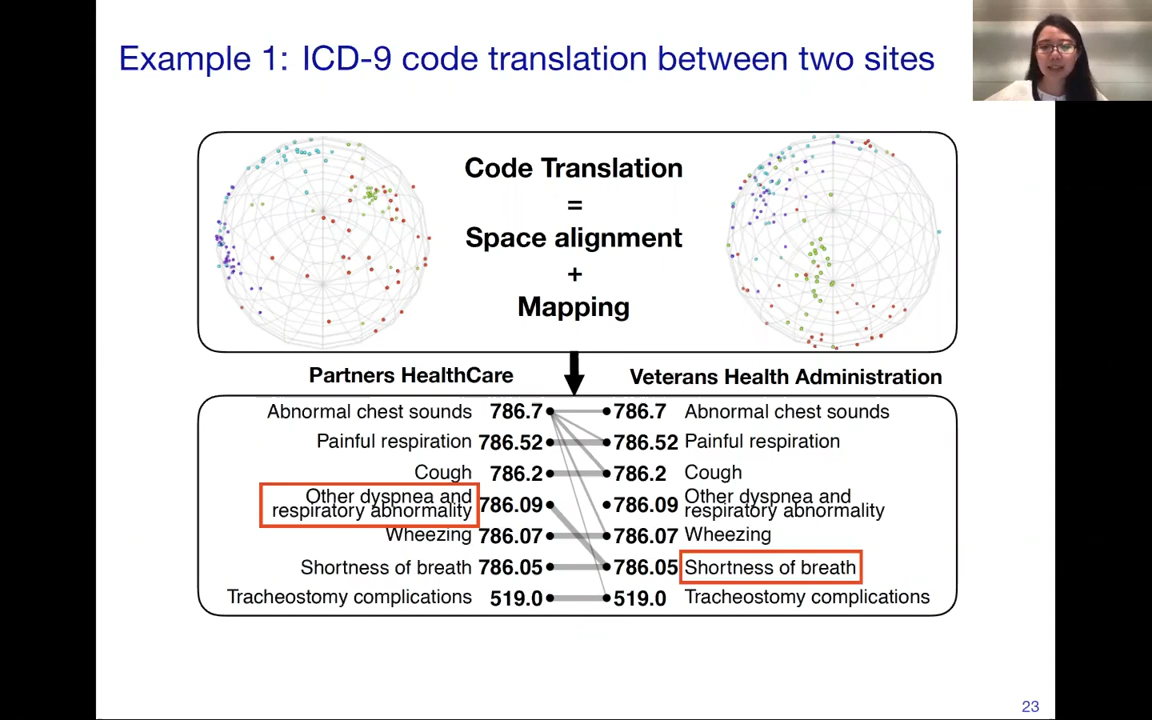 Example 1: ICD-9 code translation between two sites
Code Translation
=
Space alignment
+
Mapping
Partners HealthCare
Veterans Health Administration
Abnormal chest sounds 786.7 786.7 Abnormal chest sounds
Painful respiration 786.52 786.52 Painful respiration
Cough 786.2 786.2 Cough
Other dyspnea and
respiratory abnormality 786.09 786.09 Other dyspnea and
respiratory abnormality
Wheezing 786.07 786.07 Wheezing
Shortness of breath 786.05 786.05 Shortness of breath
Tracheostomy complications 519.0 519.0 Tracheostomy complications
23